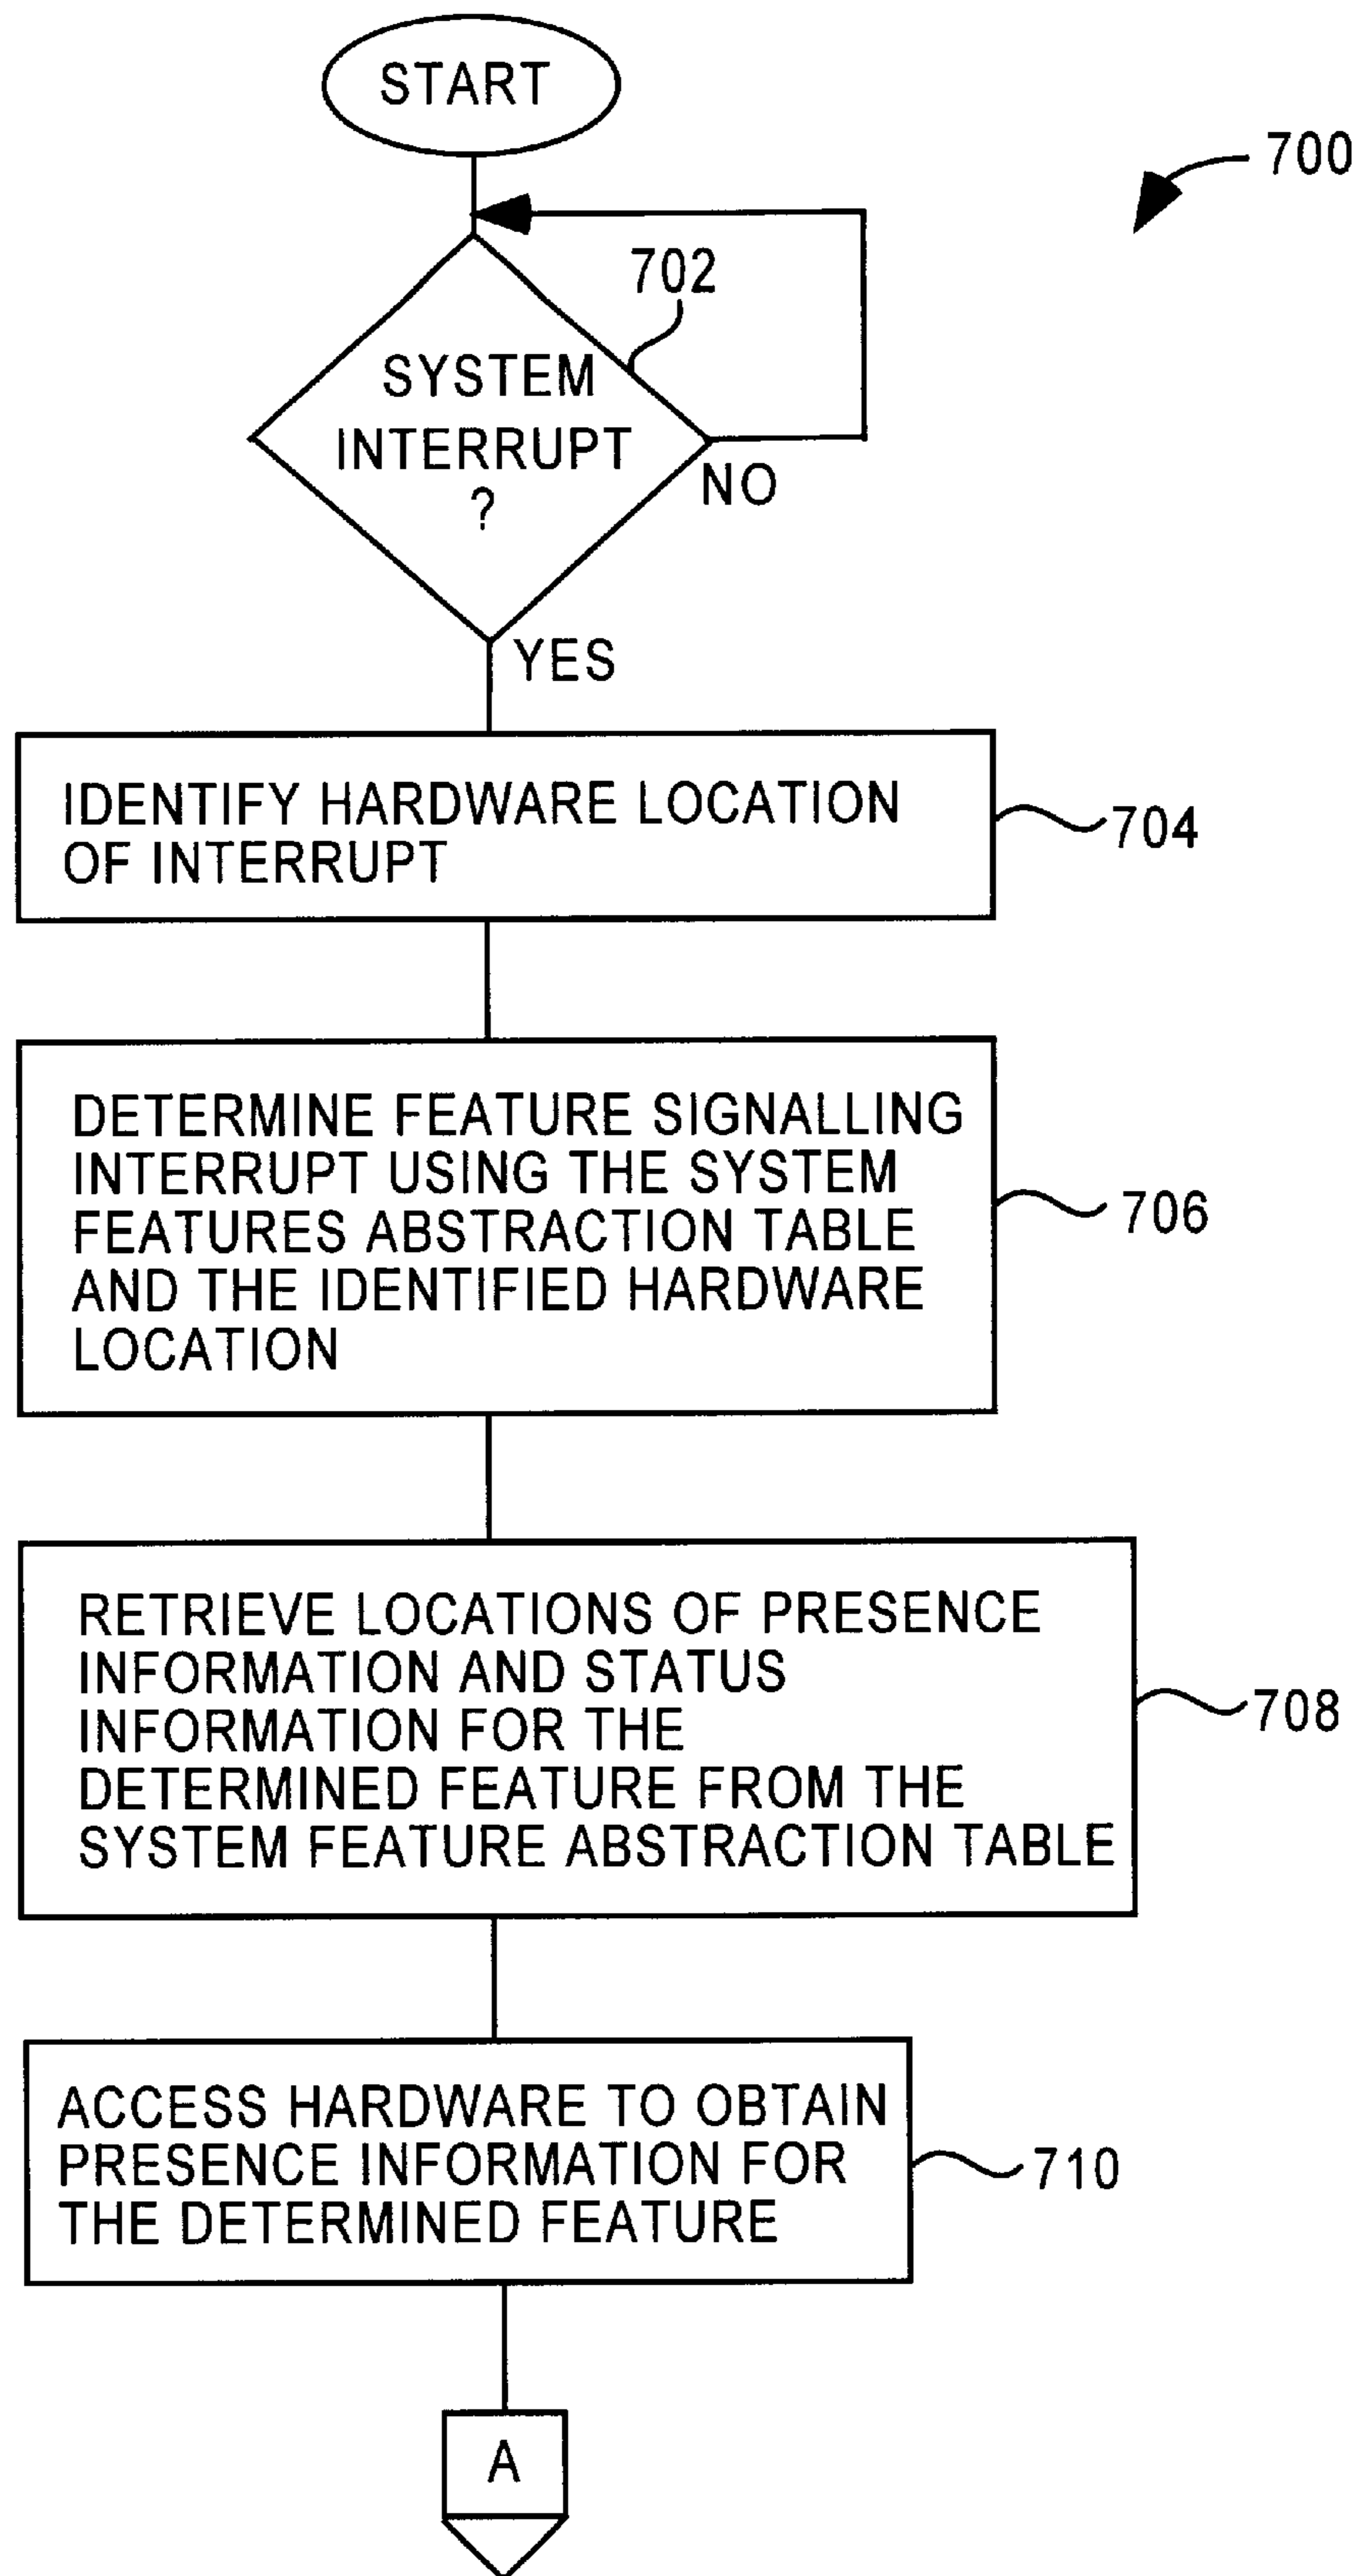 START
700
702
SYSTEM
INTERRUPT
?
NO
YES
IDENTIFY HARDWARE LOCATION
OF INTERRUPT
704
DETERMINE FEATURE SIGNALLING
INTERRUPT USING THE SYSTEM
FEATURES ABSTRACTION TABLE
AND THE IDENTIFIED HARDWARE
LOCATION
706
RETRIEVE LOCATIONS OF PRESENCE
INFORMATION AND STATUS
INFORMATION FOR THE
DETERMINED FEATURE FROM THE
SYSTEM FEATURE ABSTRACTION TABLE
708
ACCESS HARDWARE TO OBTAIN
PRESENCE INFORMATION FOR
THE DETERMINED FEATURE
710
A